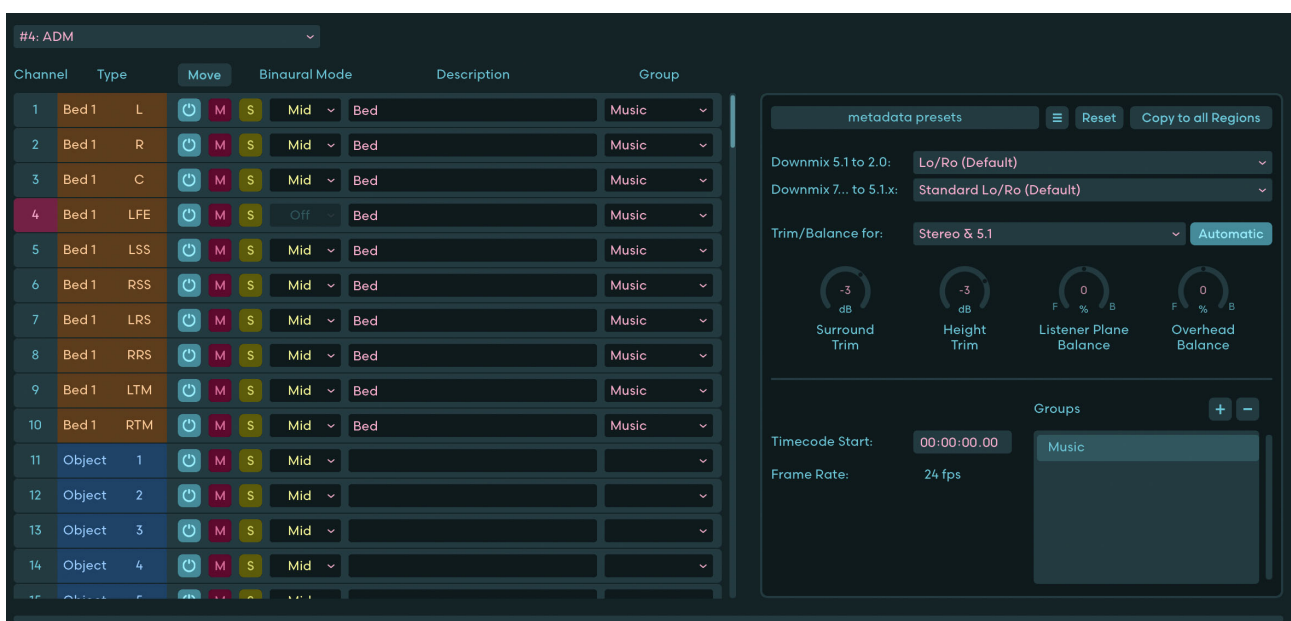 #4: ADM
Channel Type Move Binaural Mode Description Group
1 Bed 1 L M S Mid Bed Music
2 Bed 1 R M S Mid Bed Music
3 Bed 1 C M S Mid Bed Music
4 Bed 1 LFE M S Off Bed Music
5 Bed 1 LSS M S Mid Bed Music
6 Bed 1 RSS M S Mid Bed Music
7 Bed 1 LRS M S Mid Bed Music
8 Bed 1 RRS M S Mid Bed Music
9 Bed 1 LTM M S Mid Bed Music
10 Bed 1 RTM M S Mid Bed Music
11 Object 1 M S Mid
12 Object 2 M S Mid
13 Object 3 M S Mid
14 Object 4 M S Mid
metadata presets Reset Copy to all Regions
Downmix 5.1 to 2.0: Lo/Ro (Default)
Downmix 7... to 5.1.x: Standard Lo/Ro (Default)
Trim/Balance for: Stereo & 5.1 Automatic
-3 dB -3 dB 0 F % B 0 F % B
Surround Trim Height Trim Listener Plane Balance Overhead Balance
Groups + −
Timecode Start: 00:00:00.00 Music
Frame Rate: 24 fps